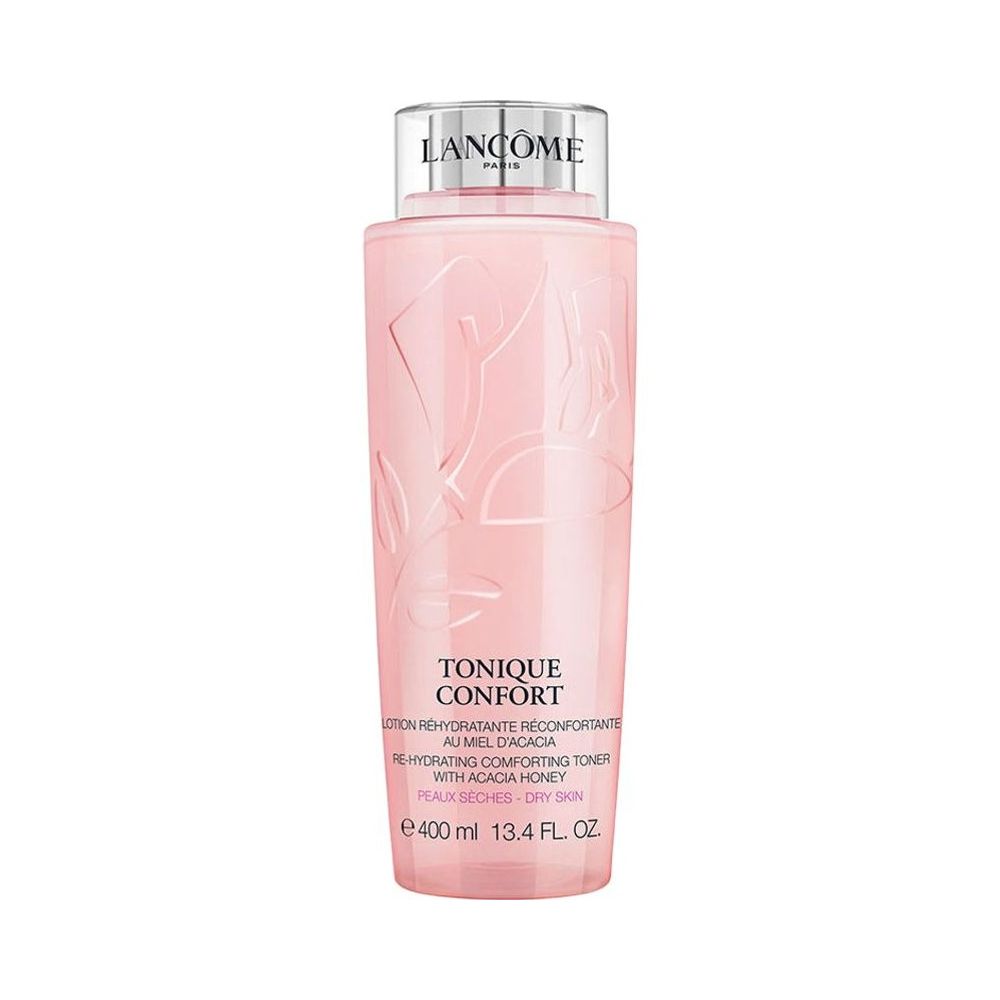 LANCÔME
PARIS
TONIQUE
CONFORT
LOTION RÉHYDRATANTE RÉCONFORTANTE
AU MIEL D'ACACIA
RE-HYDRATING COMFORTING TONER
WITH ACACIA HONEY
PEAUX SÈCHES - DRY SKIN
℮ 400 ml 13.4 FL. OZ.